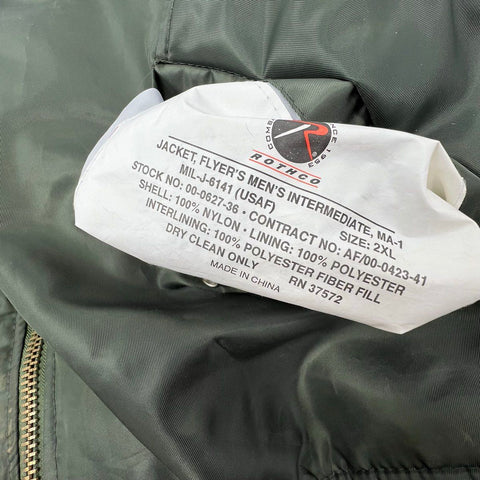 R
ROTHCO
JACKET, FLYER'S MEN'S INTERMEDIATE, MA-1
MIL-J-6141 (USAF) SIZE: 2XL
STOCK NO: 00-0627-36 • CONTRACT NO: AF/00-0423-41
SHELL: 100% NYLON • LINING: 100% POLYESTER
INTERLINING: 100% POLYESTER FIBER FILL
DRY CLEAN ONLY RN 37572
MADE IN CHINA